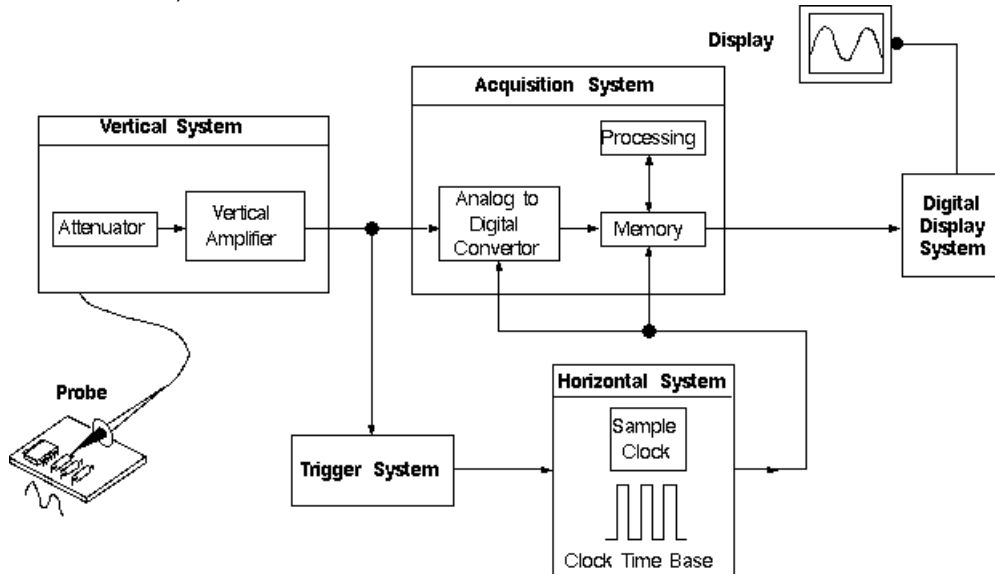 Display
Acquisition System
Vertical System
Processing
Attenuator
Vertical
Amplifier
Analog to
Digital
Convertor
Memory
Digital
Display
System
Probe
Horizontal System
Sample
Clock
Trigger System
Clock Time Base